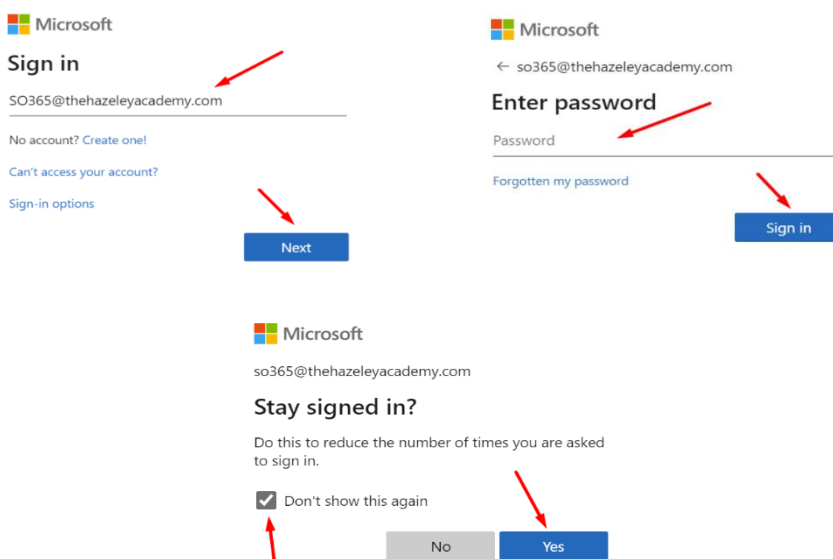 Microsoft
Sign in
SO365@thehazeleyacademy.com
No account? Create one!
Can't access your account?
Sign-in options
Next
Microsoft
← so365@thehazeleyacademy.com
Enter password
Password
Forgotten my password
Sign in
Microsoft
so365@thehazeleyacademy.com
Stay signed in?
Do this to reduce the number of times you are asked
to sign in.
Don't show this again
No Yes